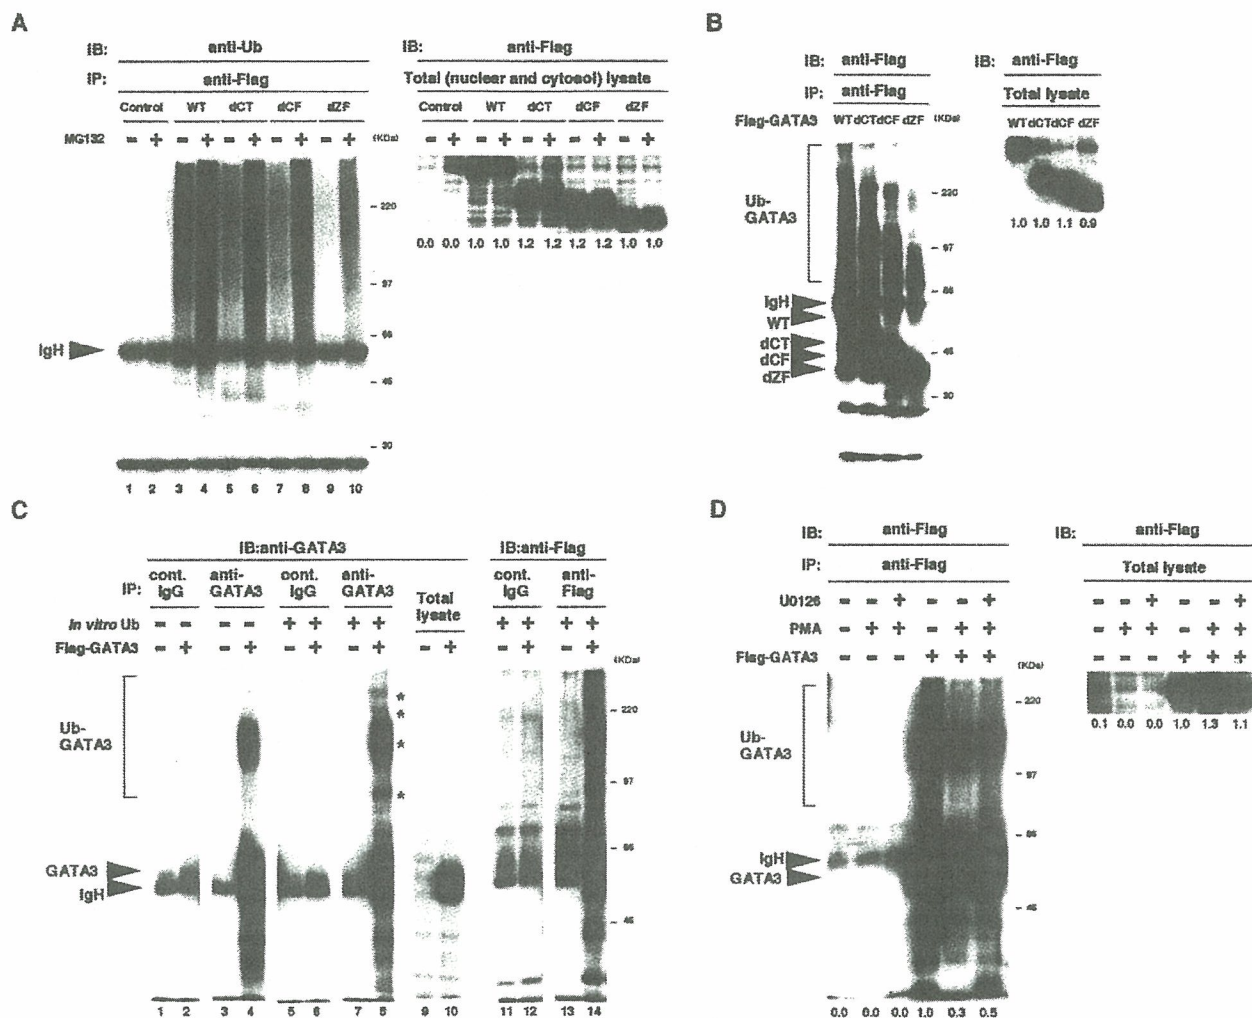 A
IB: anti-Ub
IP: anti-Flag
Control WT dCT dCF dZF
MG132 - + - + - + - + - + (KDa)
- 220
- 97
- 66
IgH
- 45
- 30
1 2 3 4 5 6 7 8 9 10
IB: anti-Flag
Total (nuclear and cytosol) lysate
Control WT dCT dCF dZF
- + - + - + - + - +
0.0 0.0 1.0 1.0 1.2 1.2 1.2 1.2 1.0 1.0
B
IB: anti-Flag
IP: anti-Flag
Flag-GATA3 WT dCT dCF dZF (KDa)
Ub-
GATA3
- 220
- 97
- 66
IgH
WT
dCT
- 45
dCF
dZF
- 30
IB: anti-Flag
Total lysate
WT dCT dCF dZF
1.0 1.0 1.1 0.9
C
IB:anti-GATA3
IP: cont. IgG anti-GATA3 cont. IgG anti-GATA3 Total lysate
In vitro Ub - - - - + + + +
Flag-GATA3 - + - + - + - + - +
Ub-
GATA3
*
*
*
*
GATA3
IgH
1 2 3 4 5 6 7 8 9 10
IB:anti-Flag
cont. IgG anti-Flag
+ + + +
- + - + (KDa)
- 220
- 97
- 66
- 45
11 12 13 14
D
IB: anti-Flag
IP: anti-Flag
U0126 - - + - - +
PMA - + + - + +
Flag-GATA3 - - - + + + (KDa)
Ub-
GATA3
- 220
- 97
- 66
IgH
GATA3
- 45
0.0 0.0 0.0 1.0 0.3 0.5
IB: anti-Flag
Total lysate
- - + - - +
- + + - + +
- - - + + +
0.1 0.0 0.0 1.0 1.3 1.1